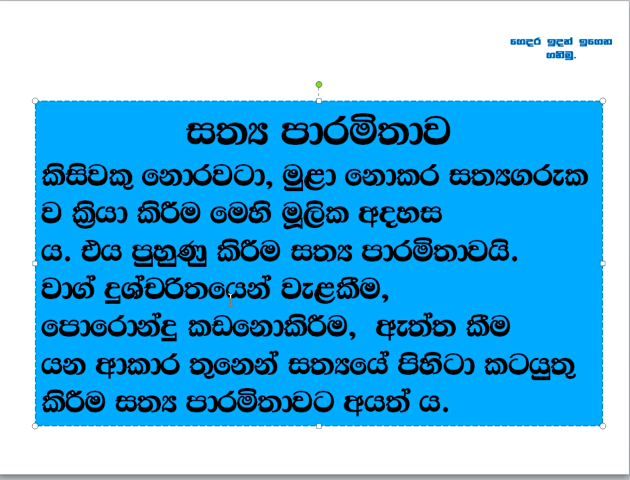 ගෙදර ඉඳන් ඉගෙන
ගනිමු.
සත්‍ය පාරමිතාව
කිසිවකු නොරවටා, මුළා නොකර සත්‍යගරුක
ව ක්‍රියා කිරීම මෙහි මූලික අදහස
ය. එය පුහුණු කිරීම සත්‍ය පාරමිතාවයි.
වාග් දුශ්චරිතයෙන් වැළකීම,
පොරොන්දු කඩනොකිරීම, ඇත්ත කීම
යන ආකාර තුනෙන් සත්‍යයේ පිහිටා කටයුතු
කිරීම සත්‍ය පාරමිතාවට අයත් ය.